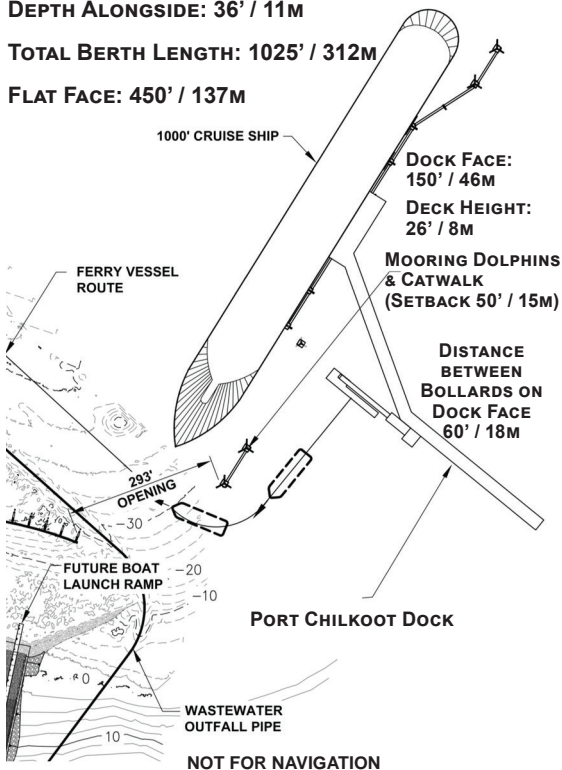 DEPTH ALONGSIDE: 36' / 11M
TOTAL BERTH LENGTH: 1025' / 312M
FLAT FACE: 450' / 137M
1000' CRUISE SHIP
DOCK FACE:
150' / 46M
DECK HEIGHT:
26' / 8M
MOORING DOLPHINS
& CATWALK
(SETBACK 50' / 15M)
FERRY VESSEL
ROUTE
DISTANCE
BETWEEN
BOLLARDS ON
DOCK FACE
60' / 18M
293'
OPENING
-30
FUTURE BOAT
LAUNCH RAMP
-20
-10
PORT CHILKOOT DOCK
0
WASTEWATER
OUTFALL PIPE
10
NOT FOR NAVIGATION